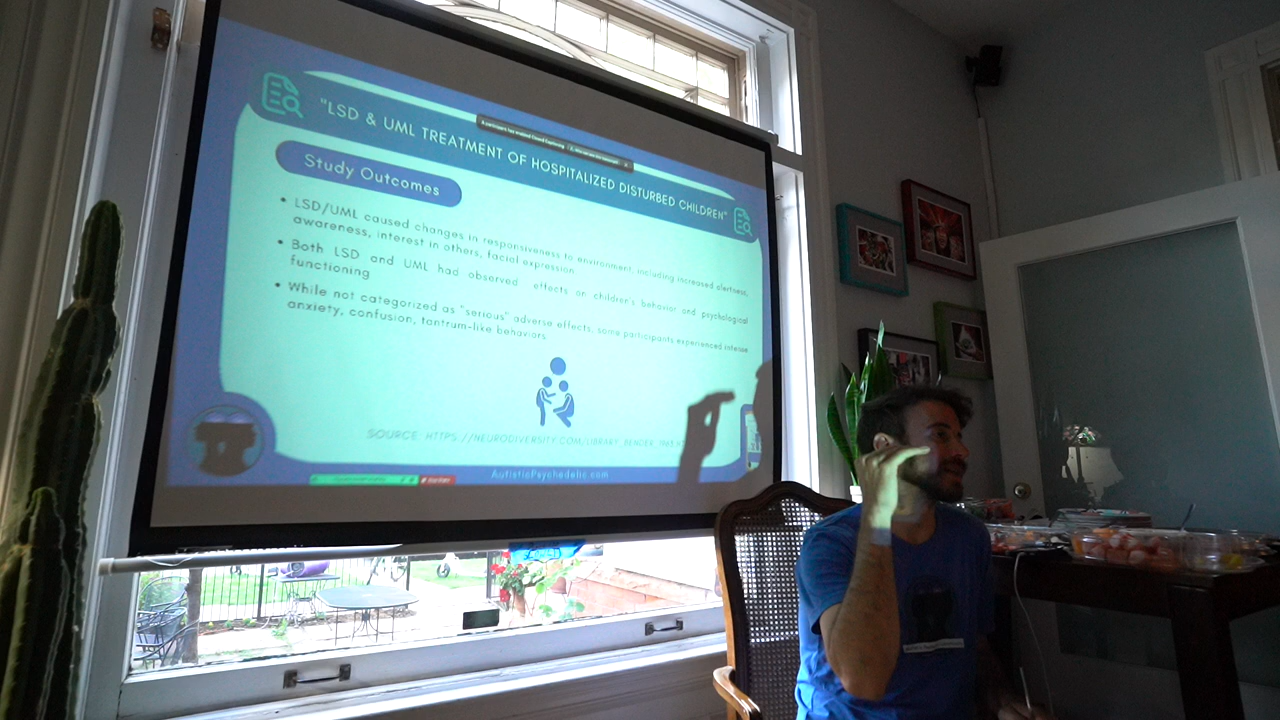 "LSD & UML TREATMENT OF HOSPITALIZED DISTURBED CHILDREN"
Study Outcomes
• LSD/UML caused changes in responsiveness to environment, including increased alertness,
awareness, interest in others, facial expression
• Both LSD and UML had observed effects on children's behavior and psychological
functioning
• While not categorized as "serious" adverse effects, some participants experienced intense
anxiety, confusion, tantrum-like behaviors
SOURCE: HTTPS://NEURODIVERSITY.COM/LIBRARY_BENDER_1963.H
AutisticPsychedelic.com